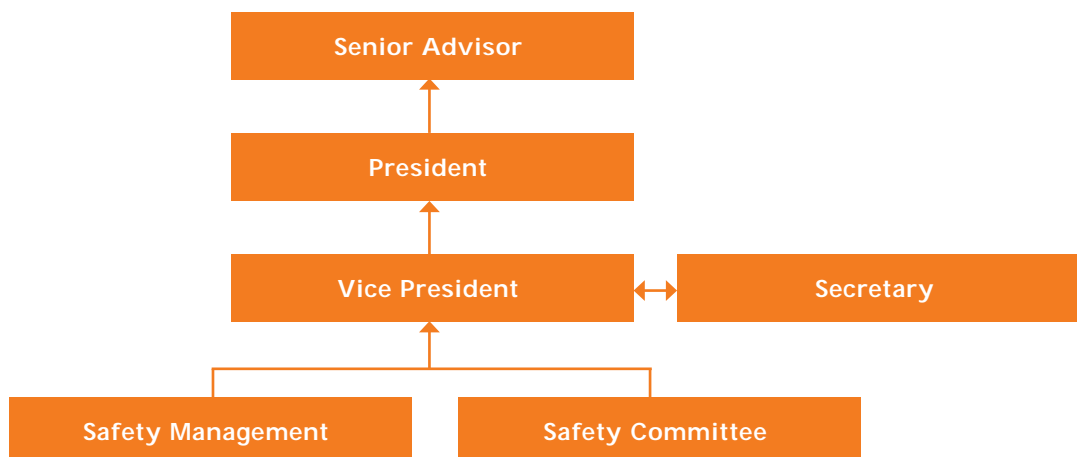 Senior Advisor
President
Vice President
Secretary
Safety Management
Safety Committee